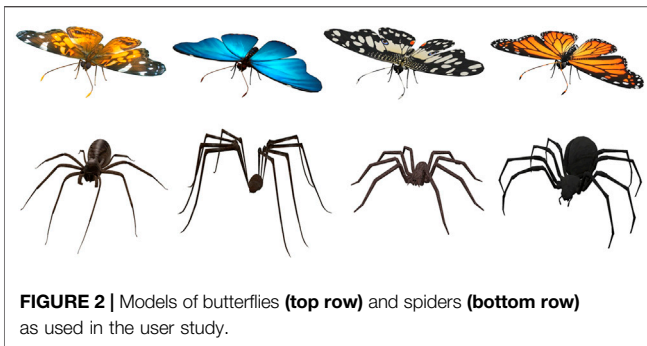 FIGURE 2 | Models of butterflies (top row) and spiders (bottom row)
as used in the user study.